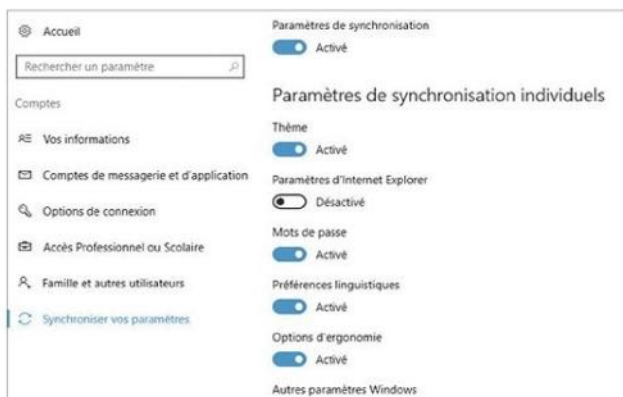 Accueil
Rechercher un paramètre
Comptes
Vos informations
Comptes de messagerie et d'application
Options de connexion
Accès Professionnel ou Scolaire
Famille et autres utilisateurs
Synchroniser vos paramètres
Paramètres de synchronisation
Activé
Paramètres de synchronisation individuels
Thème
Activé
Paramètres d'Internet Explorer
Désactivé
Mots de passe
Activé
Préférences linguistiques
Activé
Options d'ergonomie
Activé
Autres paramètres Windows